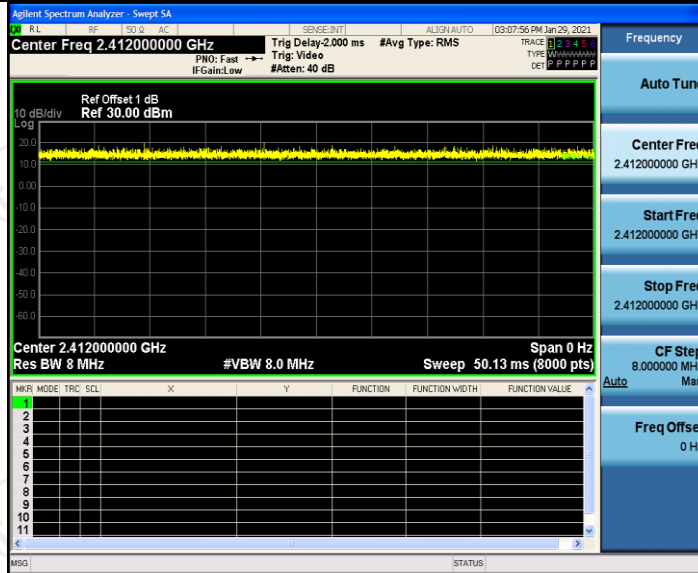 Agilent Spectrum Analyzer - Swept SA
RL RF 50 Ω AC SENSE:INT ALIGN AUTO 03:07:56 PM Jan 29, 2021
Center Freq 2.412000000 GHz
PNO: Fast
IFGain:Low
Trig Delay-2.000 ms
Trig: Video
#Atten: 40 dB
#Avg Type: RMS
TRACE 1 2 3 4 5 6
TYPE WWWWWW
DET P P P P P P
Ref Offset 1 dB
10 dB/div Ref 30.00 dBm
Log
20.0
10.0
0.00
-10.0
-20.0
-30.0
-40.0
-50.0
-60.0
Center 2.412000000 GHz Span 0 Hz
Res BW 8 MHz #VBW 8.0 MHz Sweep 50.13 ms (8000 pts)
MKR MODE TRC SCL X Y FUNCTION FUNCTION WIDTH FUNCTION VALUE
1
2
3
4
5
6
7
8
9
10
11
MSG STATUS
Frequency
Auto Tune
Center Freq
2.412000000 GH
Start Freq
2.412000000 GH
Stop Freq
2.412000000 GH
CF Step
8.000000 MH
Auto Man
Freq Offse
0 H